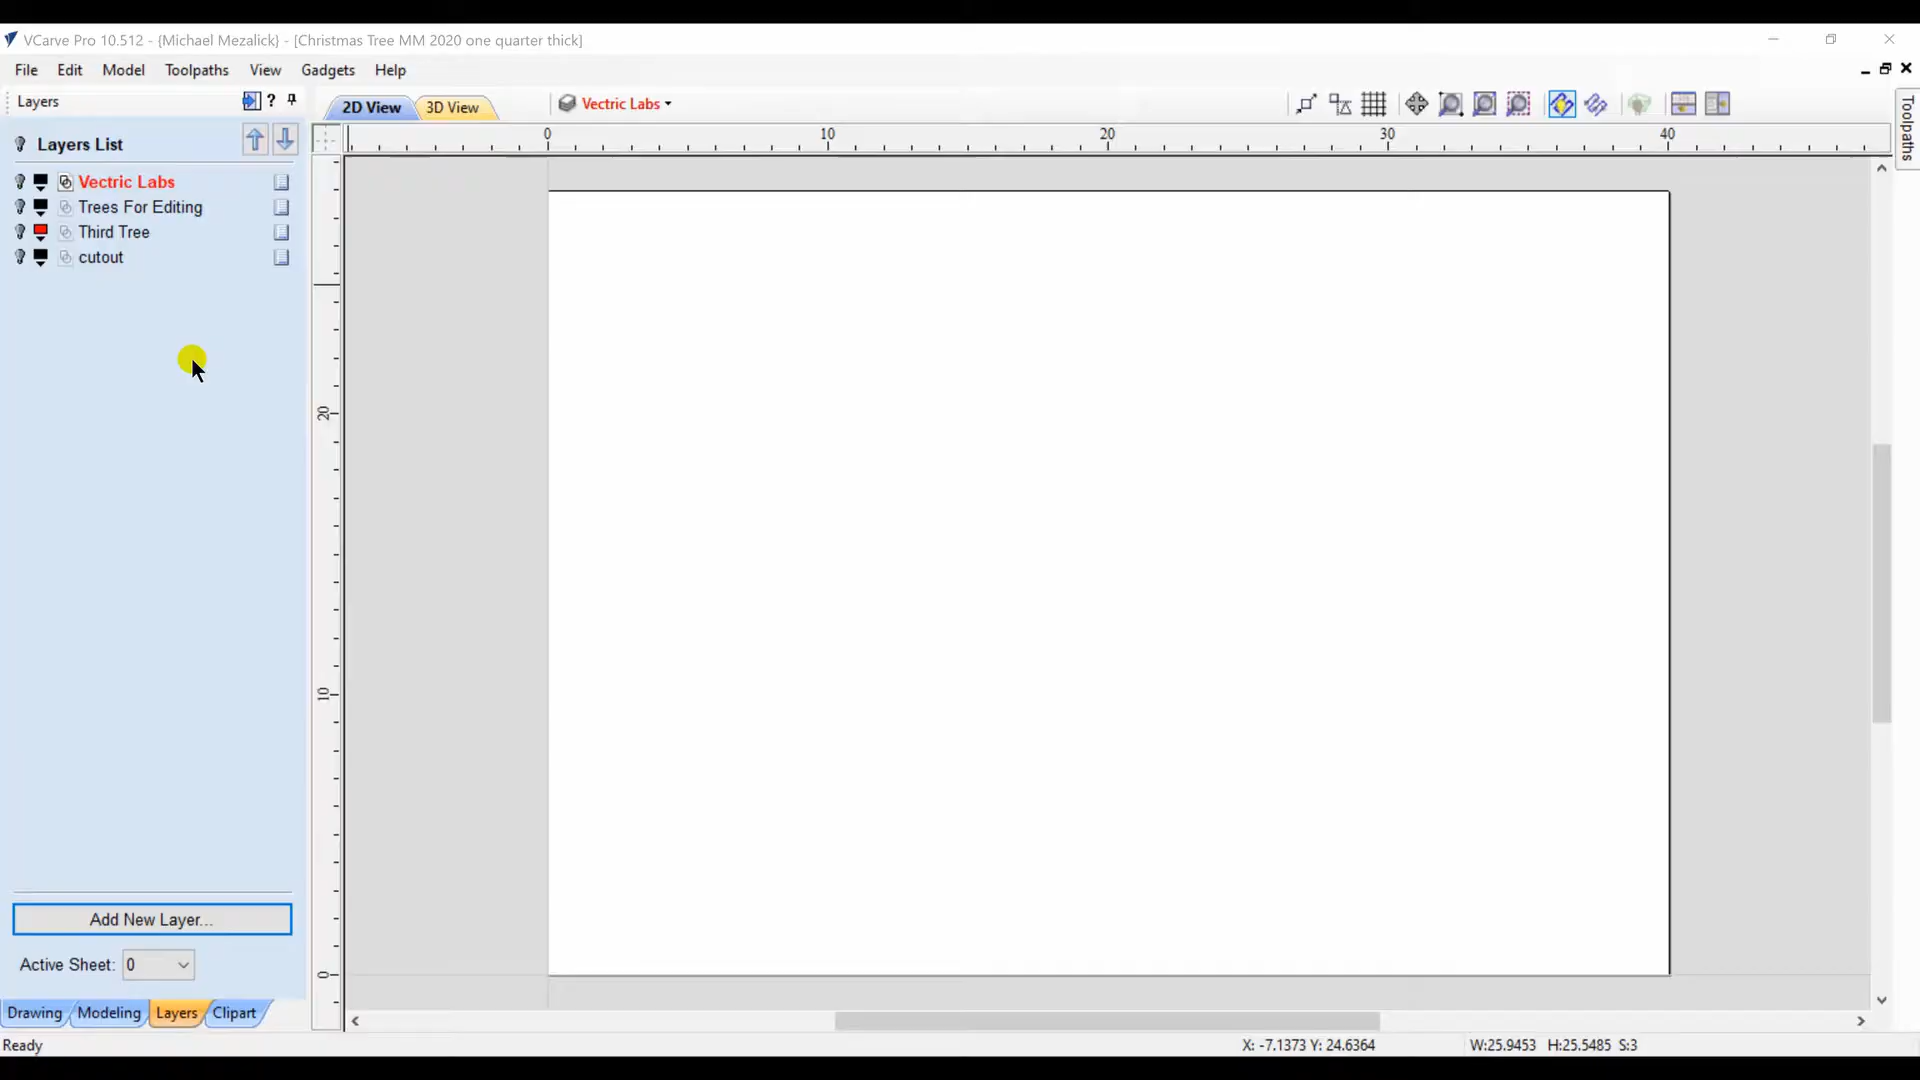 VCarve Pro 10.512 - {Michael Mezalick} - [Christmas Tree MM 2020 one quarter thick]
File Edit Model Toolpaths View Gadgets Help
Layers ?
2D View 3D View Vectric Labs
Toolpaths
Layers List
0 10 20 30 40
Vectric Labs
Trees For Editing
Third Tree
cutout
20
10
0
Add New Layer...
Active Sheet: 0
Drawing Modeling Layers Clipart
Ready X: -7.1373 Y: 24.6364 W:25.9453 H:25.5485 S:3